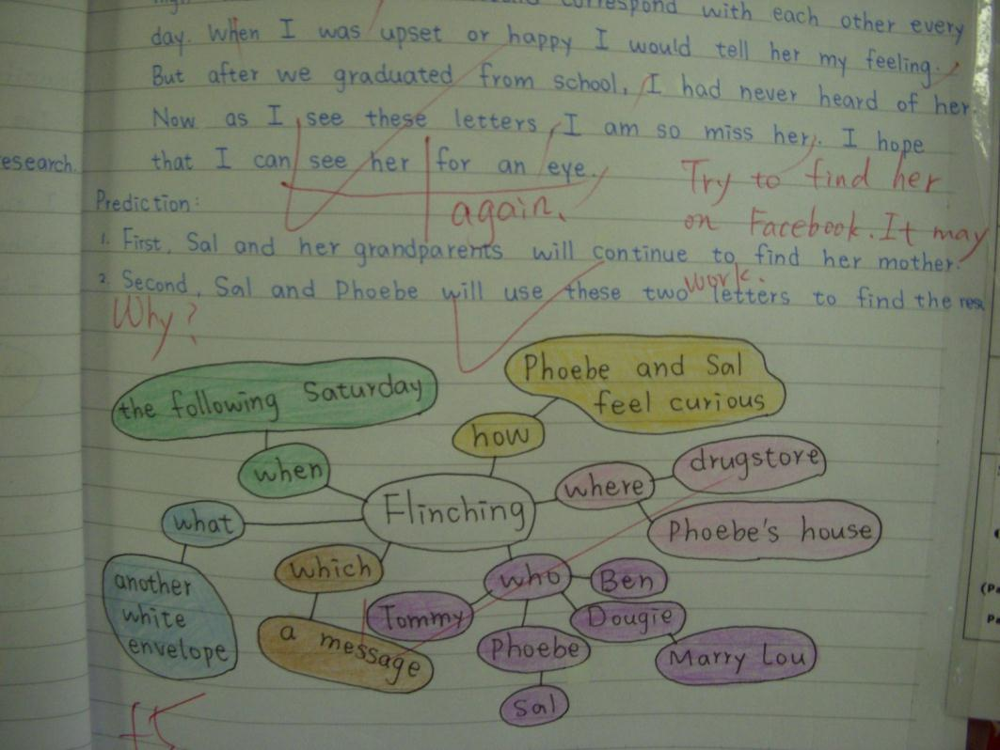 correspond with each other every
day. When I was upset or happy I would tell her my feeling.
But after we graduated from school, I had never heard of her.
Now as I see these letters, I am so miss her. I hope
esearch.
that I can see her for an eye.
again.
Try to find her
on Facebook. It may
work.
Prediction:
1. First, Sal and her grandparents will continue to find her mother.
2. Second, Sal and Phoebe will use these two letters to find the
Why?
the following Saturday
when
Phoebe and Sal
feel curious
how
Flinching
where
drugstore
Phoebe's house
what
another
white
envelope
which
a message
who
Ben
Tommy
Dougie
Phoebe
Marry Lou
Sal